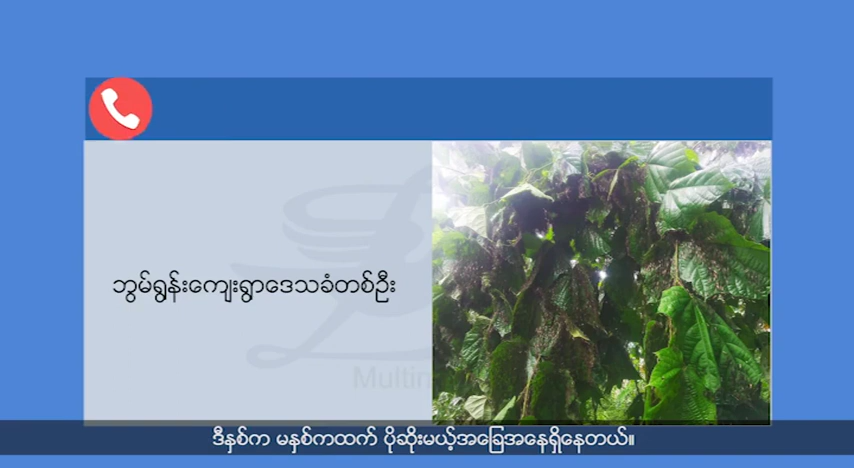 ဘွမ်ရွန်းကျေးရွာဒေသခံတစ်ဦး
ဒီနှစ်က မနှစ်ကထက် ပိုဆိုးမယ့်အခြေအနေရှိနေတယ်။